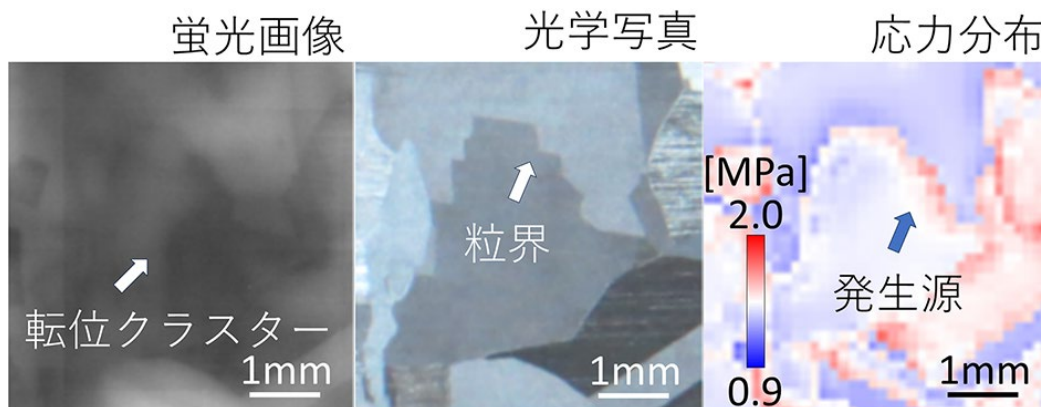 蛍光画像
転位クラスター
1mm
光学写真
粒界
1mm
応力分布
[MPa]
2.0
0.9
発生源
1mm